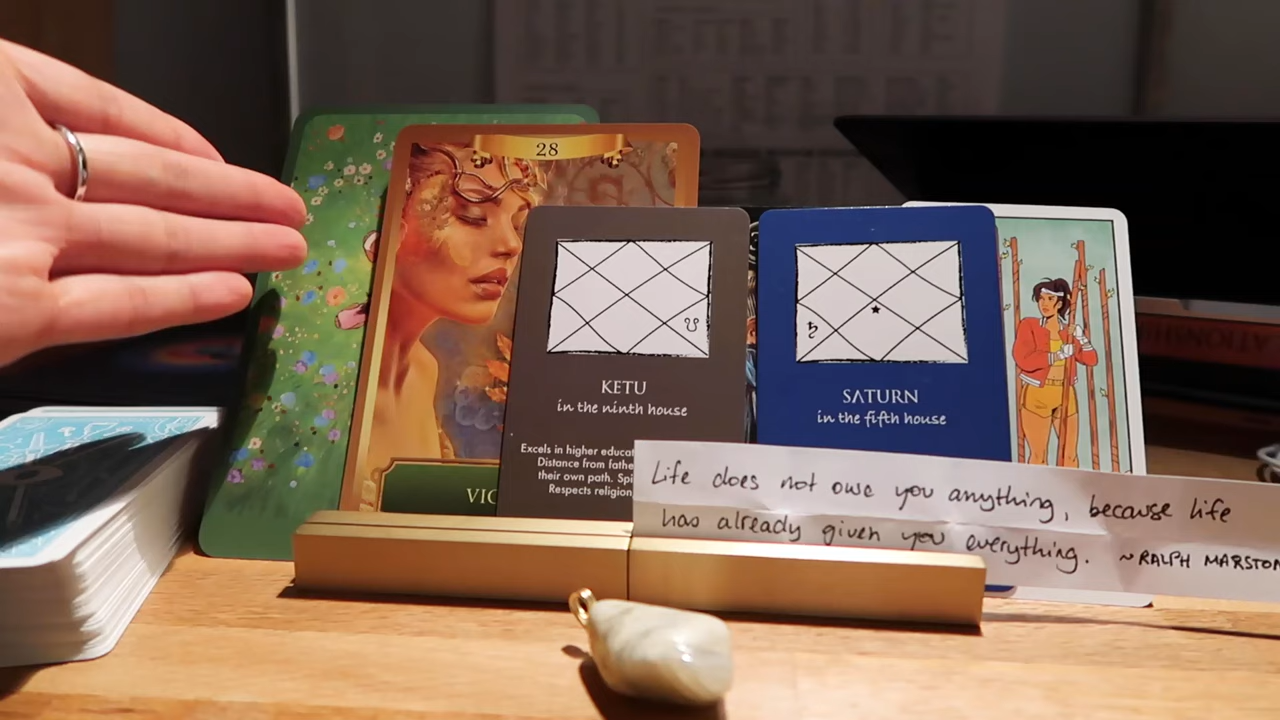 28
KETU
in the ninth house
Excels in higher educat
Distance from fathe
their own path. Spi
Respects religion,
VIC
SATURN
in the fifth house
Life does not owe you anything, because life
has already given you everything. ~RALPH MARSTON